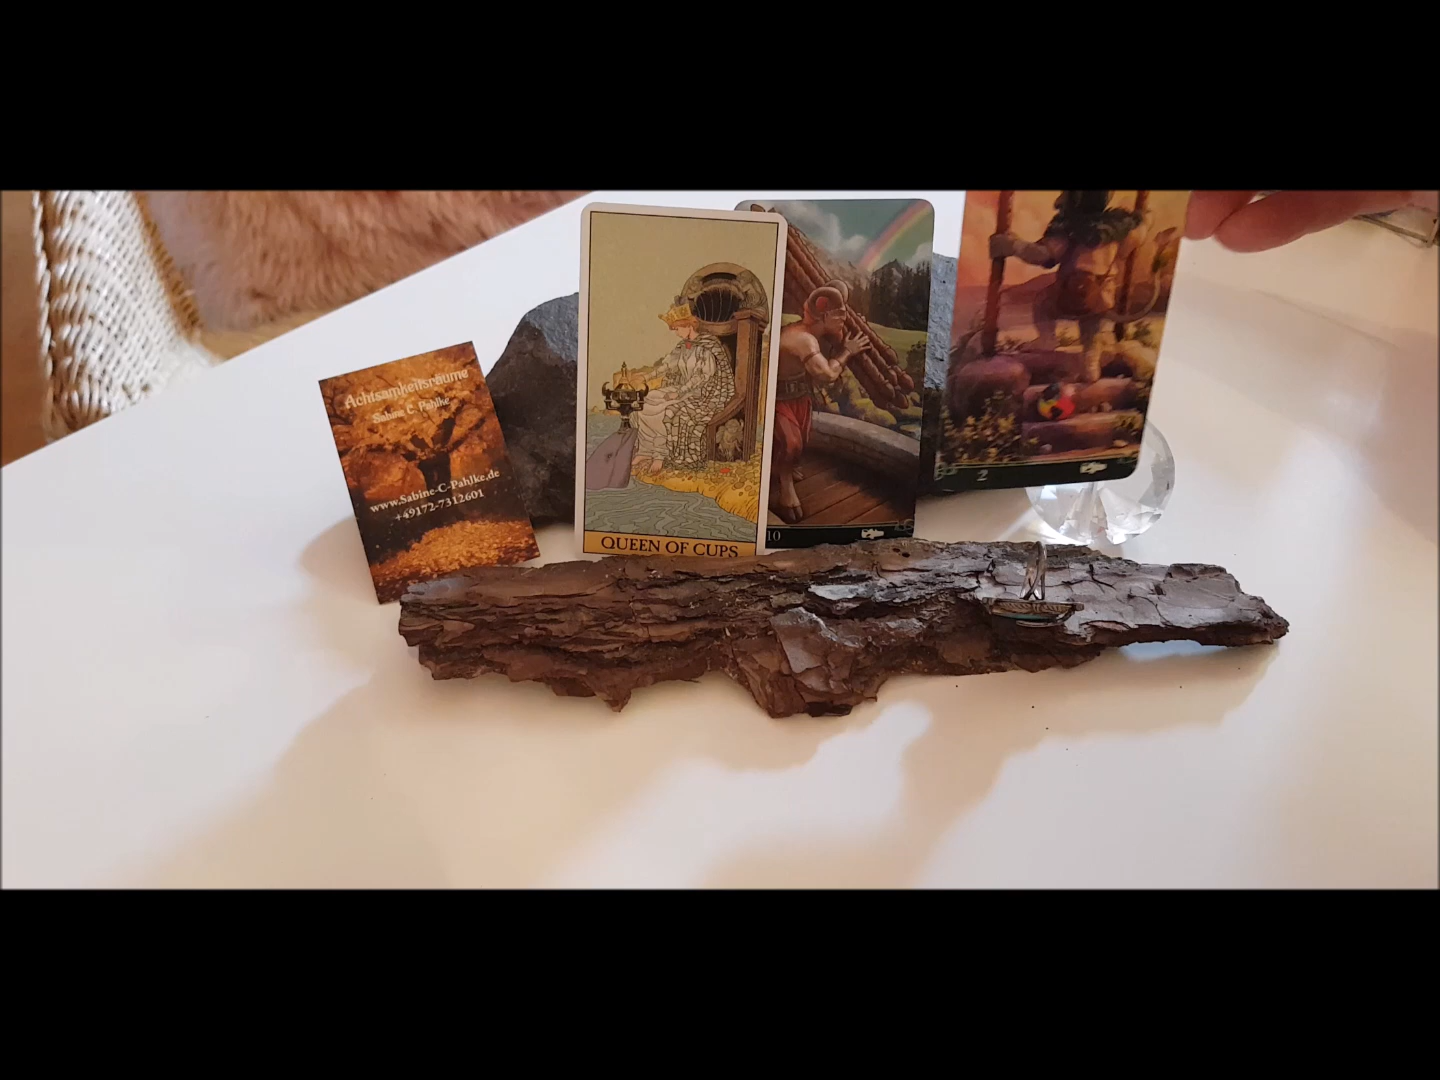 Achtsamkeitsräume
Sabine C. Pahlke
www.Sabine-C-Pahlke.de
+49172-7312601
QUEEN OF CUPS
10
2